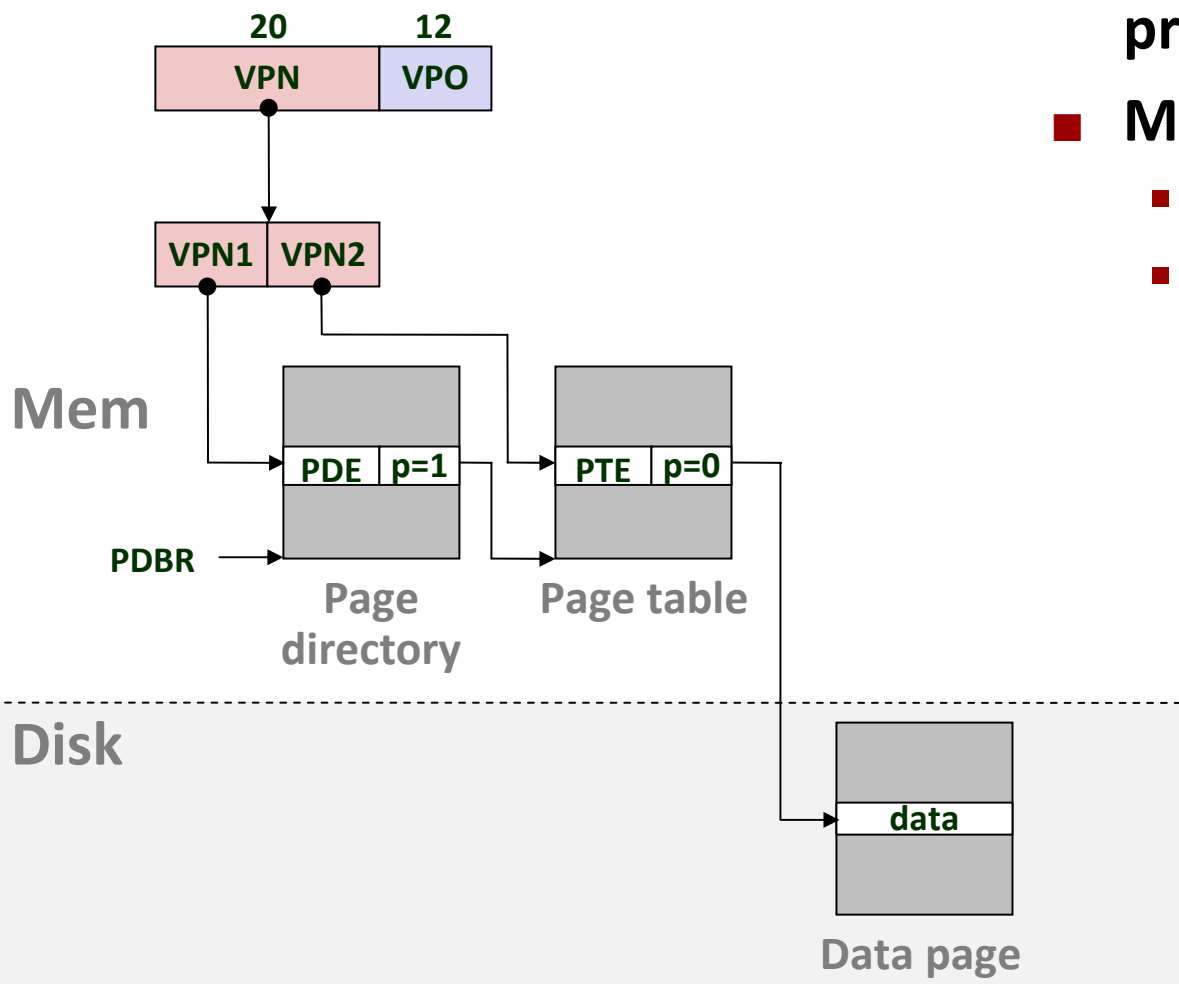 20 12
VPN VPO
VPN1 VPN2
Mem
PDE p=1 PTE p=0
PDBR
Page
directory
Page table
Disk
data
Data page
pr
M